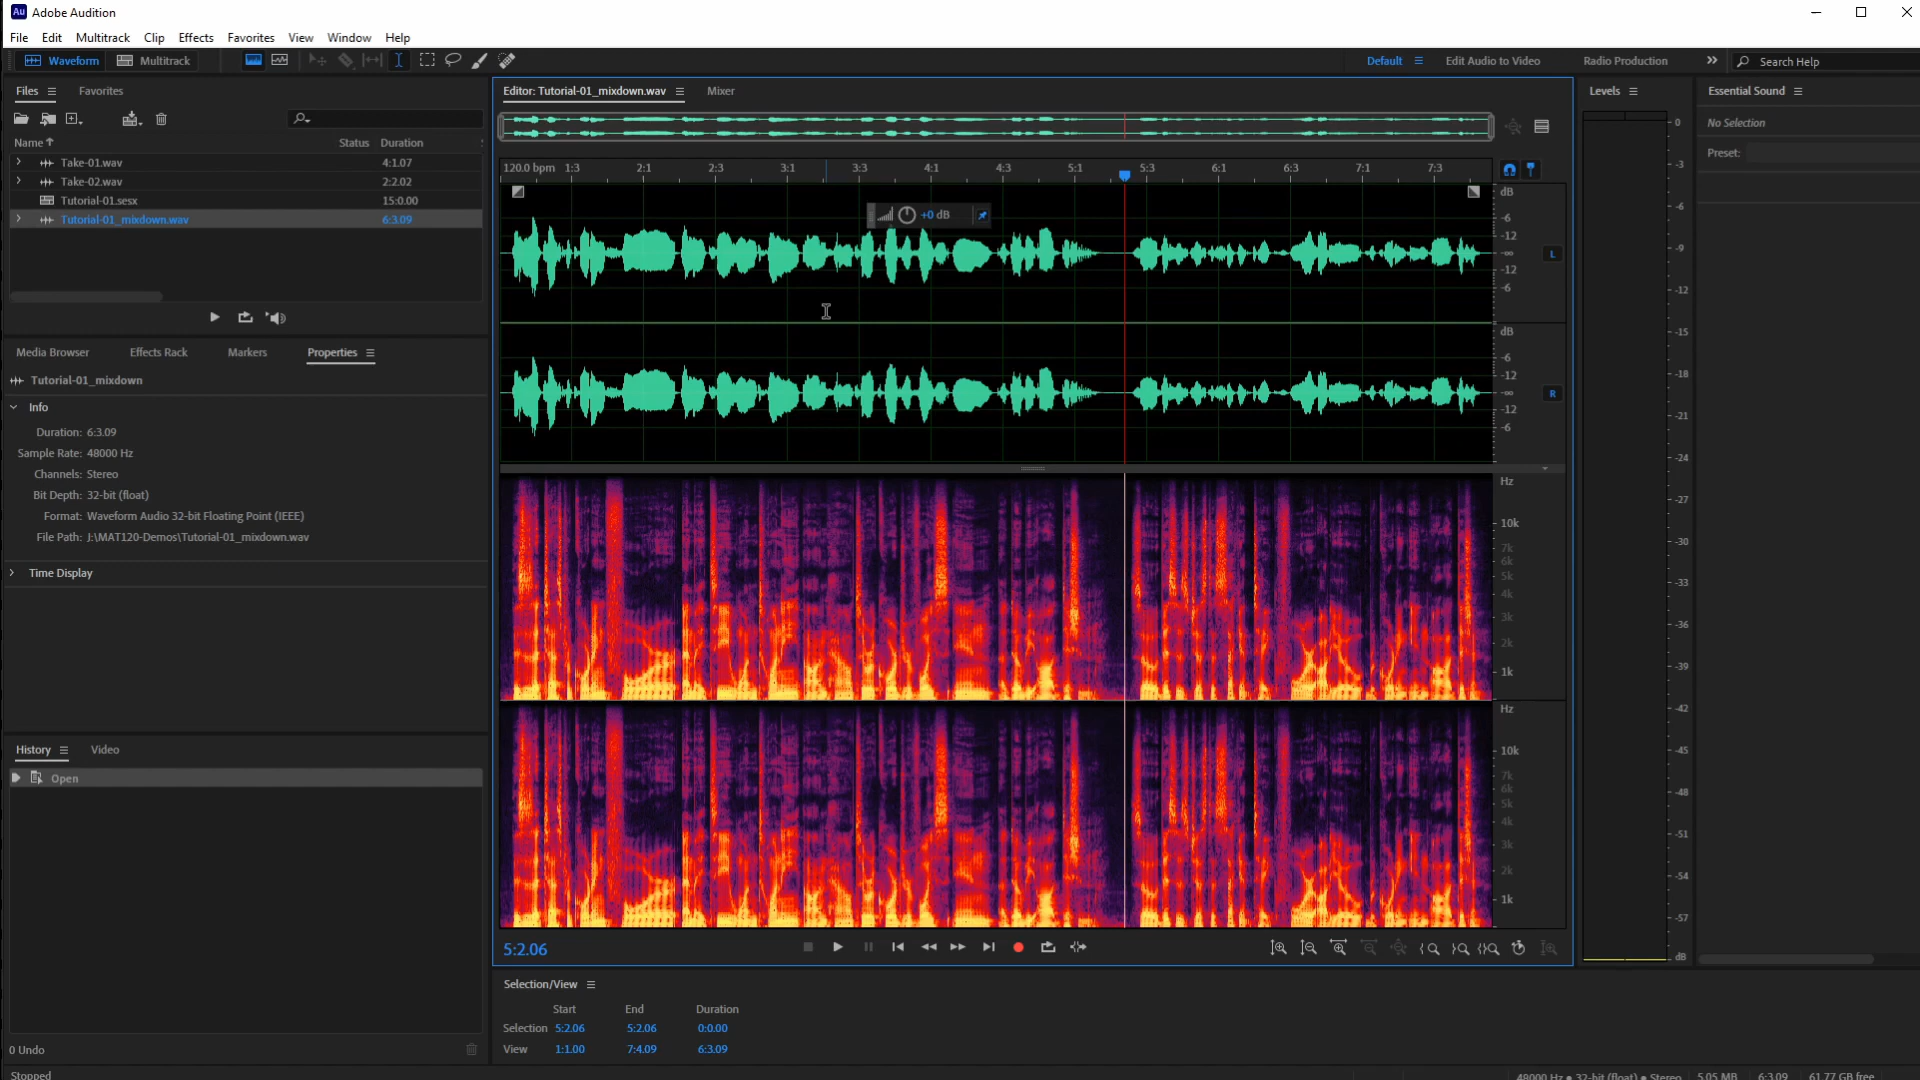 Au Adobe Audition
File Edit Multitrack Clip Effects Favorites View Window Help
Waveform Multitrack Default Edit Audio to Video Radio Production Search Help
Files Favorites
Name Status Duration
Take-01.wav 4:1.07
Take-02.wav 2:2.02
Tutorial-01.sesx 15:0.00
Tutorial-01_mixdown.wav 6:3.09
Media Browser Effects Rack Markers Properties
Tutorial-01_mixdown
Info
Duration: 6:3.09
Sample Rate: 48000 Hz
Channels: Stereo
Bit Depth: 32-bit (float)
Format: Waveform Audio 32-bit Floating Point (IEEE)
File Path: J:\MAT120-Demos\Tutorial-01_mixdown.wav
Time Display
History Video
Open
0 Undo
Stopped
Editor: Tutorial-01_mixdown.wav Mixer
120.0 bpm 1:3 2:1 2:3 3:1 3:3 4:1 4:3 5:1 5:3 6:1 6:3 7:1 7:3
+0 dB
dB
-6
-12
-∞
-12
-6
L
dB
-6
-12
-∞
-12
-6
R
Hz
10k
7k
6k
5k
4k
3k
2k
1k
Hz
10k
7k
6k
5k
4k
3k
2k
1k
5:2.06
Selection/View
Start End Duration
Selection 5:2.06 5:2.06 0:0.00
View 1:1.00 7:4.09 6:3.09
Levels
0
-3
-6
-9
-12
-15
-18
-21
-24
-27
-30
-33
-36
-39
-42
-45
-48
-51
-54
-57
dB
Essential Sound
No Selection
Preset:
48000 Hz • 32-bit (float) • Stereo 5.05 MB 6:3.09 61.77 GB free